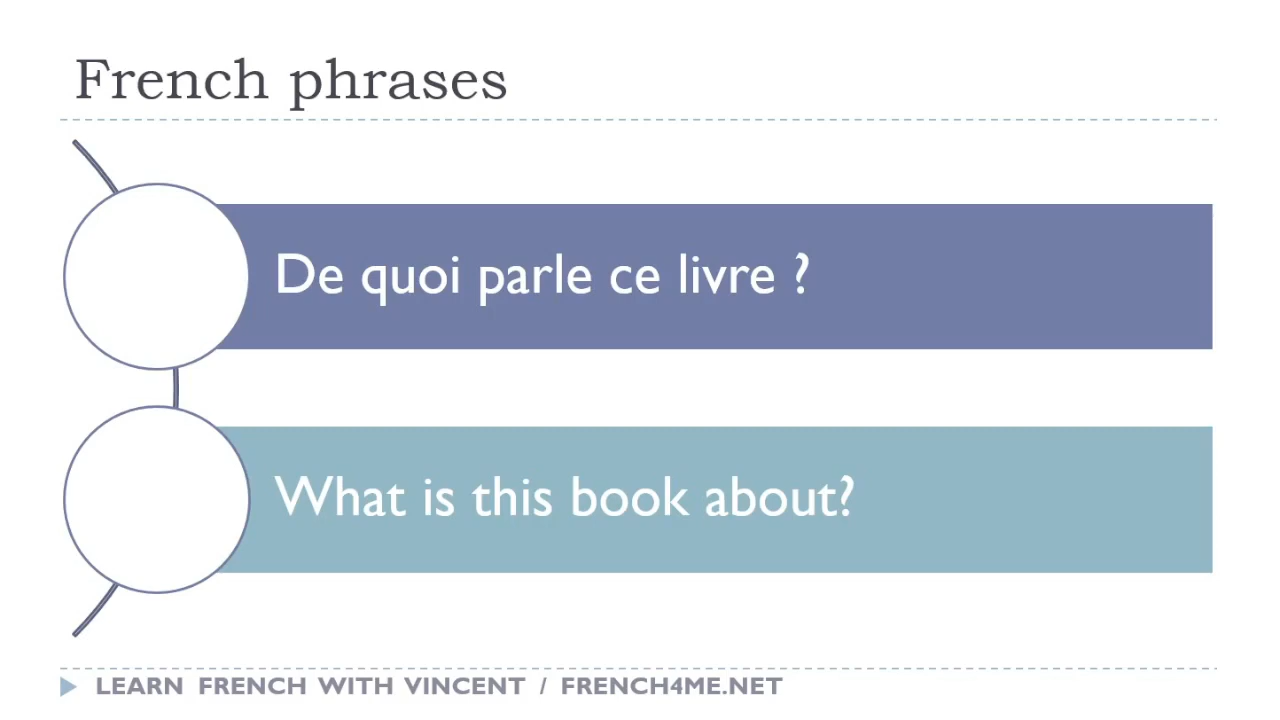 French phrases
De quoi parle ce livre ?
What is this book about?
LEARN FRENCH WITH VINCENT / FRENCH4ME.NET